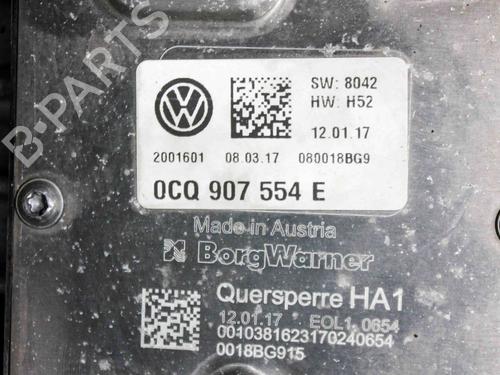 B-PARTS
SW: 8042
HW: H52
12.01.17
2001601 08.03.17 080018BG9
0CQ 907 554 E
Made in Austria
BorgWarner
Quersperre HA1
12.01.17 EOL1 0654
0010381623170240654
0018BG915